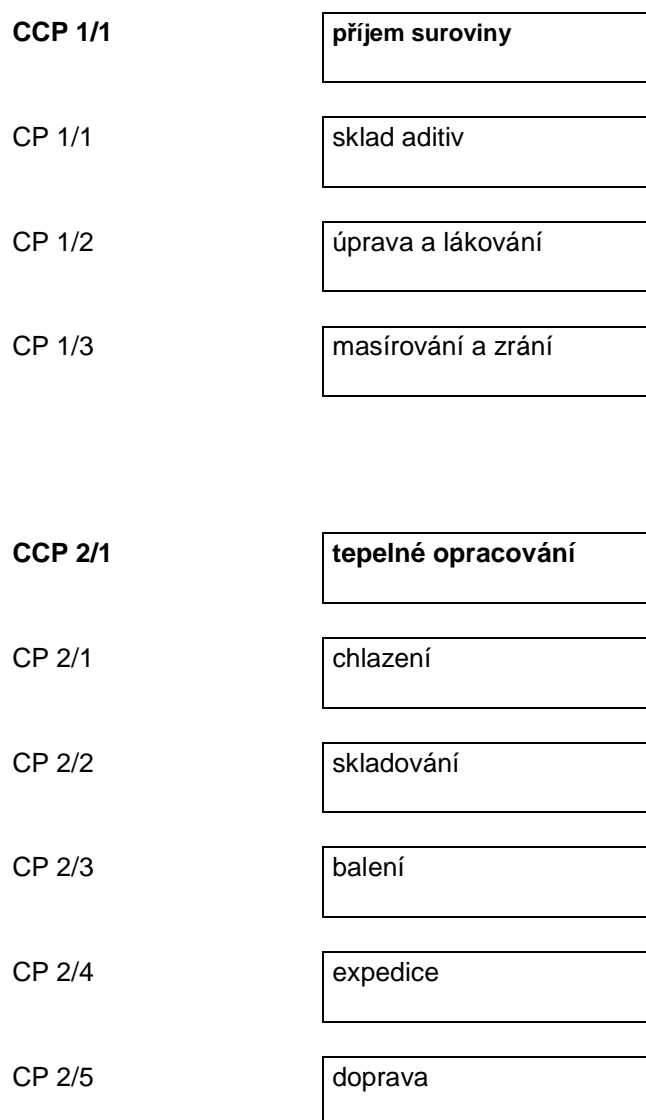 CCP 1/1 příjem suroviny
CP 1/1 sklad aditiv
CP 1/2 úprava a lákování
CP 1/3 masírování a zrání
CCP 2/1 tepelné opracování
CP 2/1 chlazení
CP 2/2 skladování
CP 2/3 balení
CP 2/4 expedice
CP 2/5 doprava